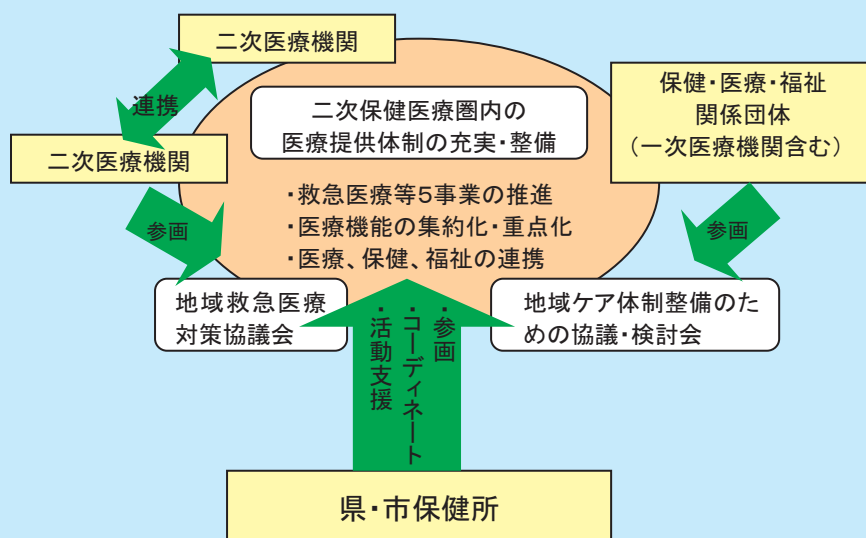 二次医療機関
連携
二次医療機関
二次保健医療圏内の
医療提供体制の充実・整備
保健・医療・福祉
関係団体
（一次医療機関含む）
・救急医療等5事業の推進
・医療機能の集約化・重点化
・医療、保健、福祉の連携
参画
参画
地域救急医療
対策協議会
地域ケア体制整備のた
めの協議・検討会
・参画
・コーディネート
・活動支援
県・市保健所